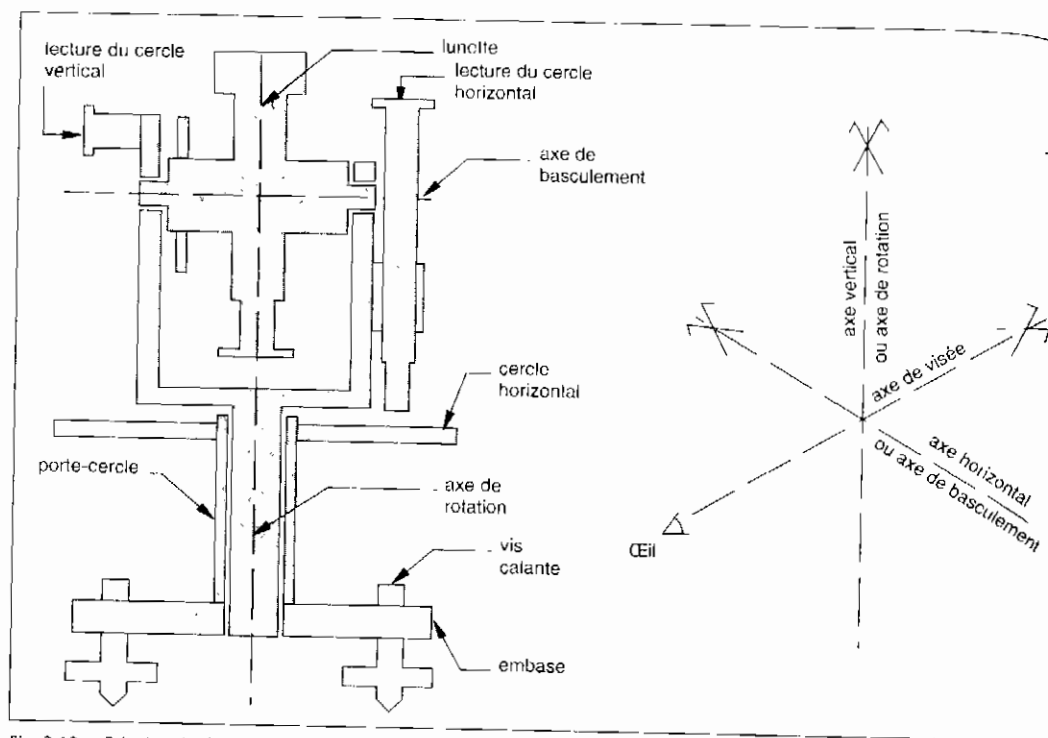 lecture du cercle
vertical
lunette
lecture du cercle
horizontal
axe de
basculement
cercle
horizontal
porte-cercle
axe de
rotation
vis
calante
embase
axe vertical
ou axe de rotation
axe de visée
axe horizontal
ou axe de basculement
Œil